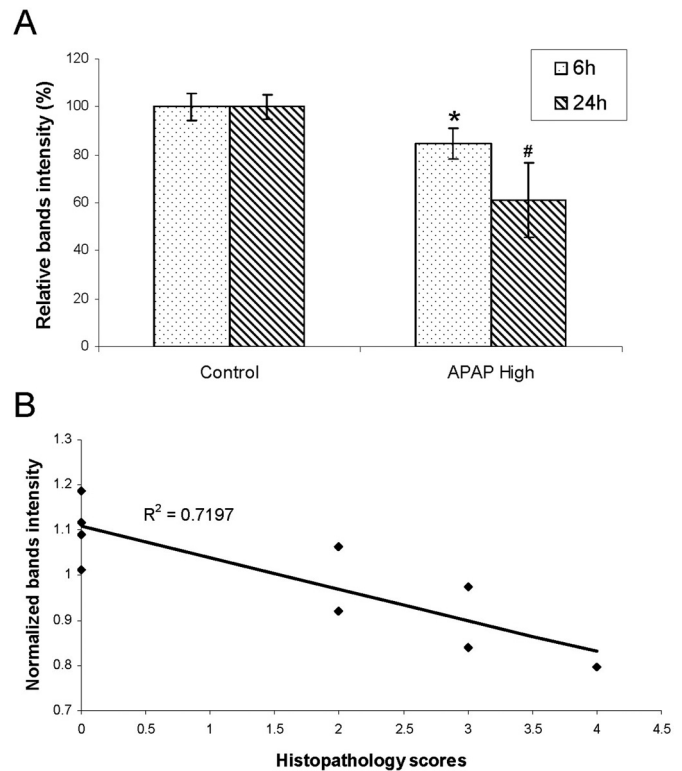 A
Relative bands intensity (%)
120
100
80
60
40
20
0
6h
24h
*
#
Control APAP High
B
Normalized bands intensity
1.3
1.2
1.1
1
0.9
0.8
0.7
R² = 0.7197
0 0.5 1 1.5 2 2.5 3 3.5 4 4.5
Histopathology scores